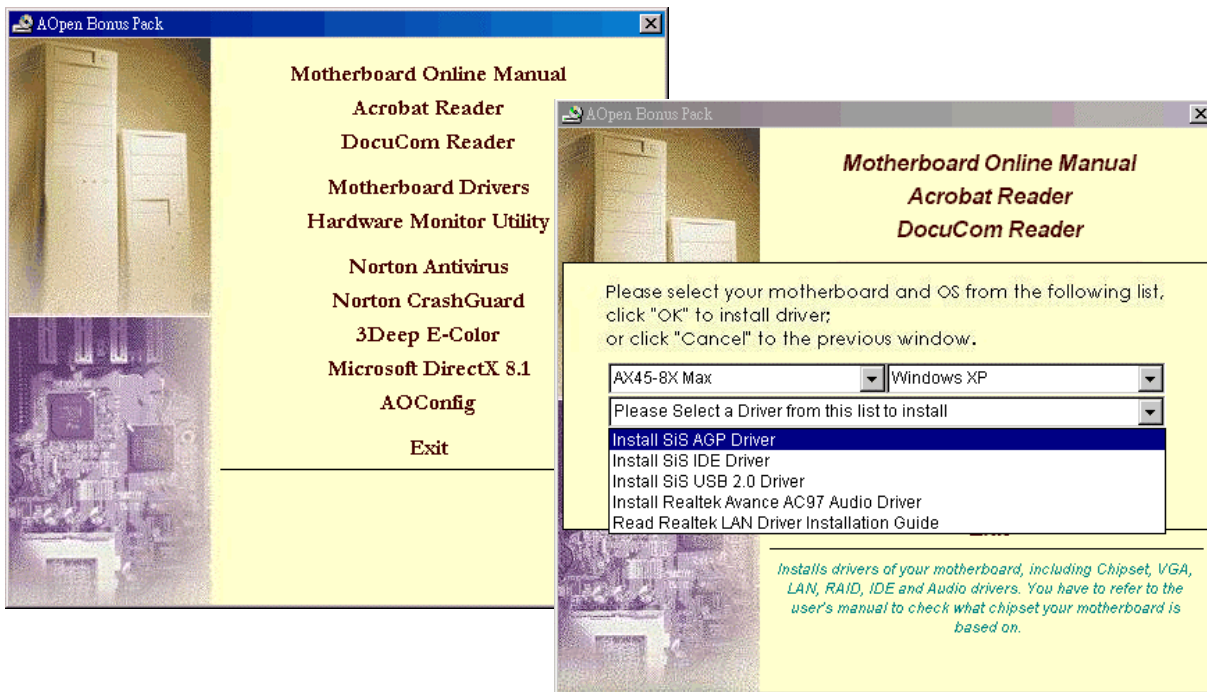 AOpen Bonus Pack
Motherboard Online Manual
Acrobat Reader
DocuCom Reader
Motherboard Drivers
Hardware Monitor Utility
Norton Antivirus
Norton CrashGuard
3Deep E-Color
Microsoft DirectX 8.1
AOConfig
Exit
AOpen Bonus Pack
Motherboard Online Manual
Acrobat Reader
DocuCom Reader
Please select your motherboard and OS from the following list,
click "OK" to install driver;
or click "Cancel" to the previous window.
AX45-8X Max Windows XP
Please Select a Driver from this list to install
Install SiS AGP Driver
Install SiS IDE Driver
Install SiS USB 2.0 Driver
Install Realtek Avance AC97 Audio Driver
Read Realtek LAN Driver Installation Guide
Installs drivers of your motherboard, including Chipset, VGA,
LAN, RAID, IDE and Audio drivers. You have to refer to the
user's manual to check what chipset your motherboard is
based on.